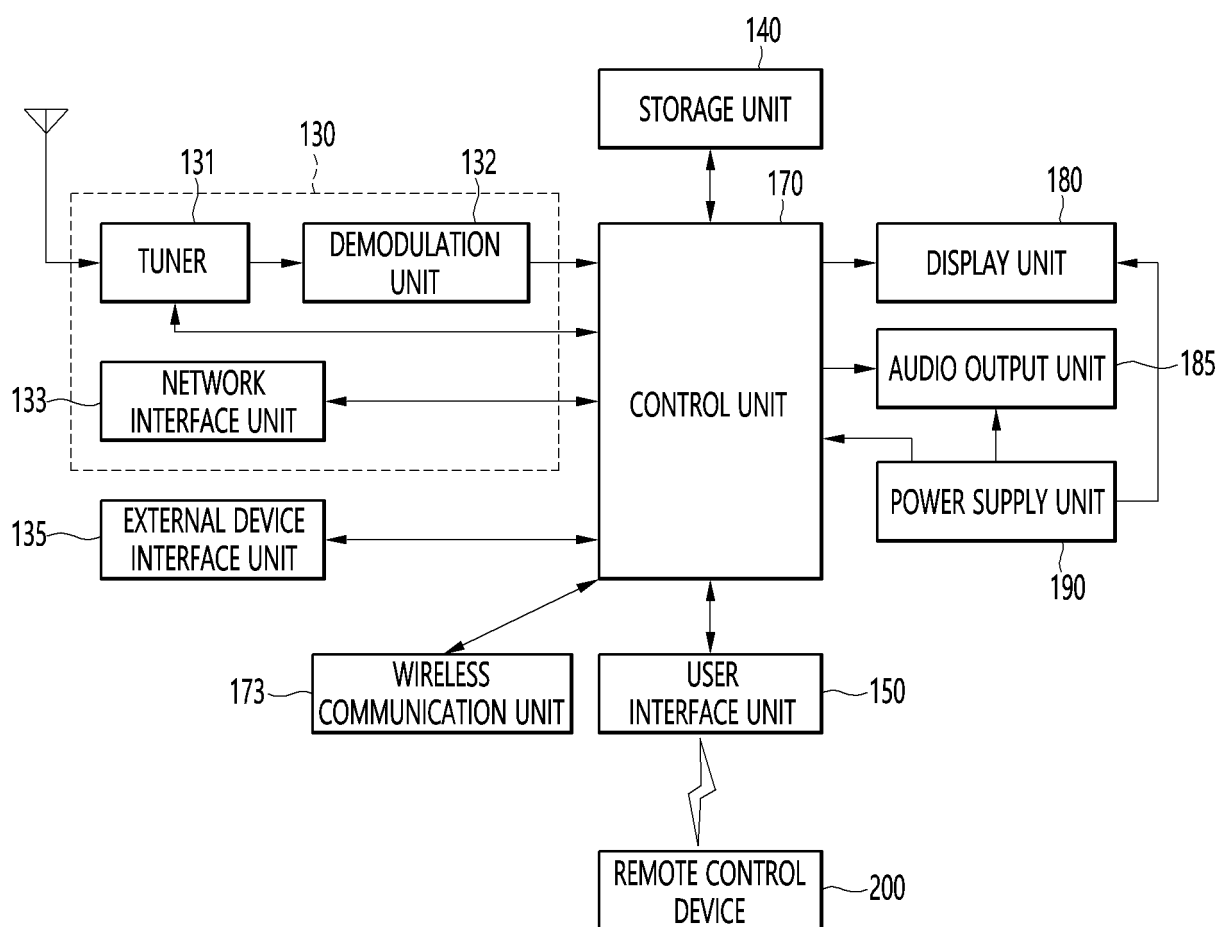 140
STORAGE UNIT
130
131
132
170
180
TUNER
DEMODULATION
UNIT
DISPLAY UNIT
133
NETWORK
INTERFACE UNIT
CONTROL UNIT
AUDIO OUTPUT UNIT
185
135
EXTERNAL DEVICE
INTERFACE UNIT
POWER SUPPLY UNIT
190
173
WIRELESS
COMMUNICATION UNIT
USER
INTERFACE UNIT
150
REMOTE CONTROL
DEVICE
200